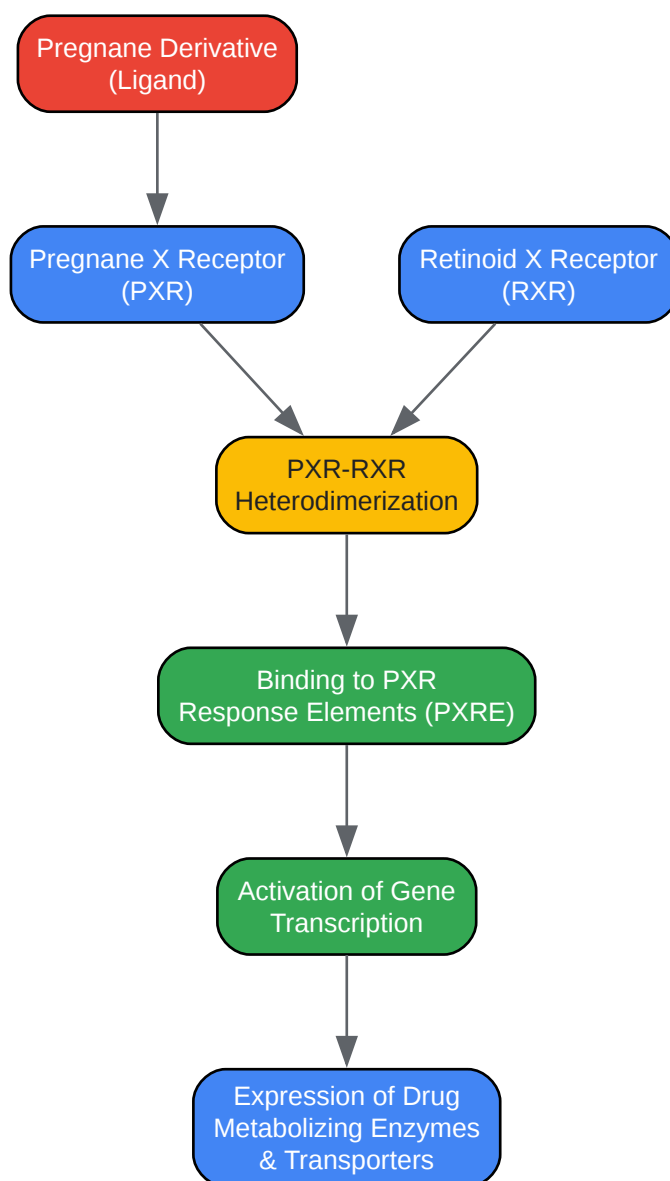 Pregnane Derivative
(Ligand)
Pregnane X Receptor
(PXR)
Retinoid X Receptor
(RXR)
PXR-RXR
Heterodimerization
Binding to PXR
Response Elements (PXRE)
Activation of Gene
Transcription
Expression of Drug
Metabolizing Enzymes
& Transporters